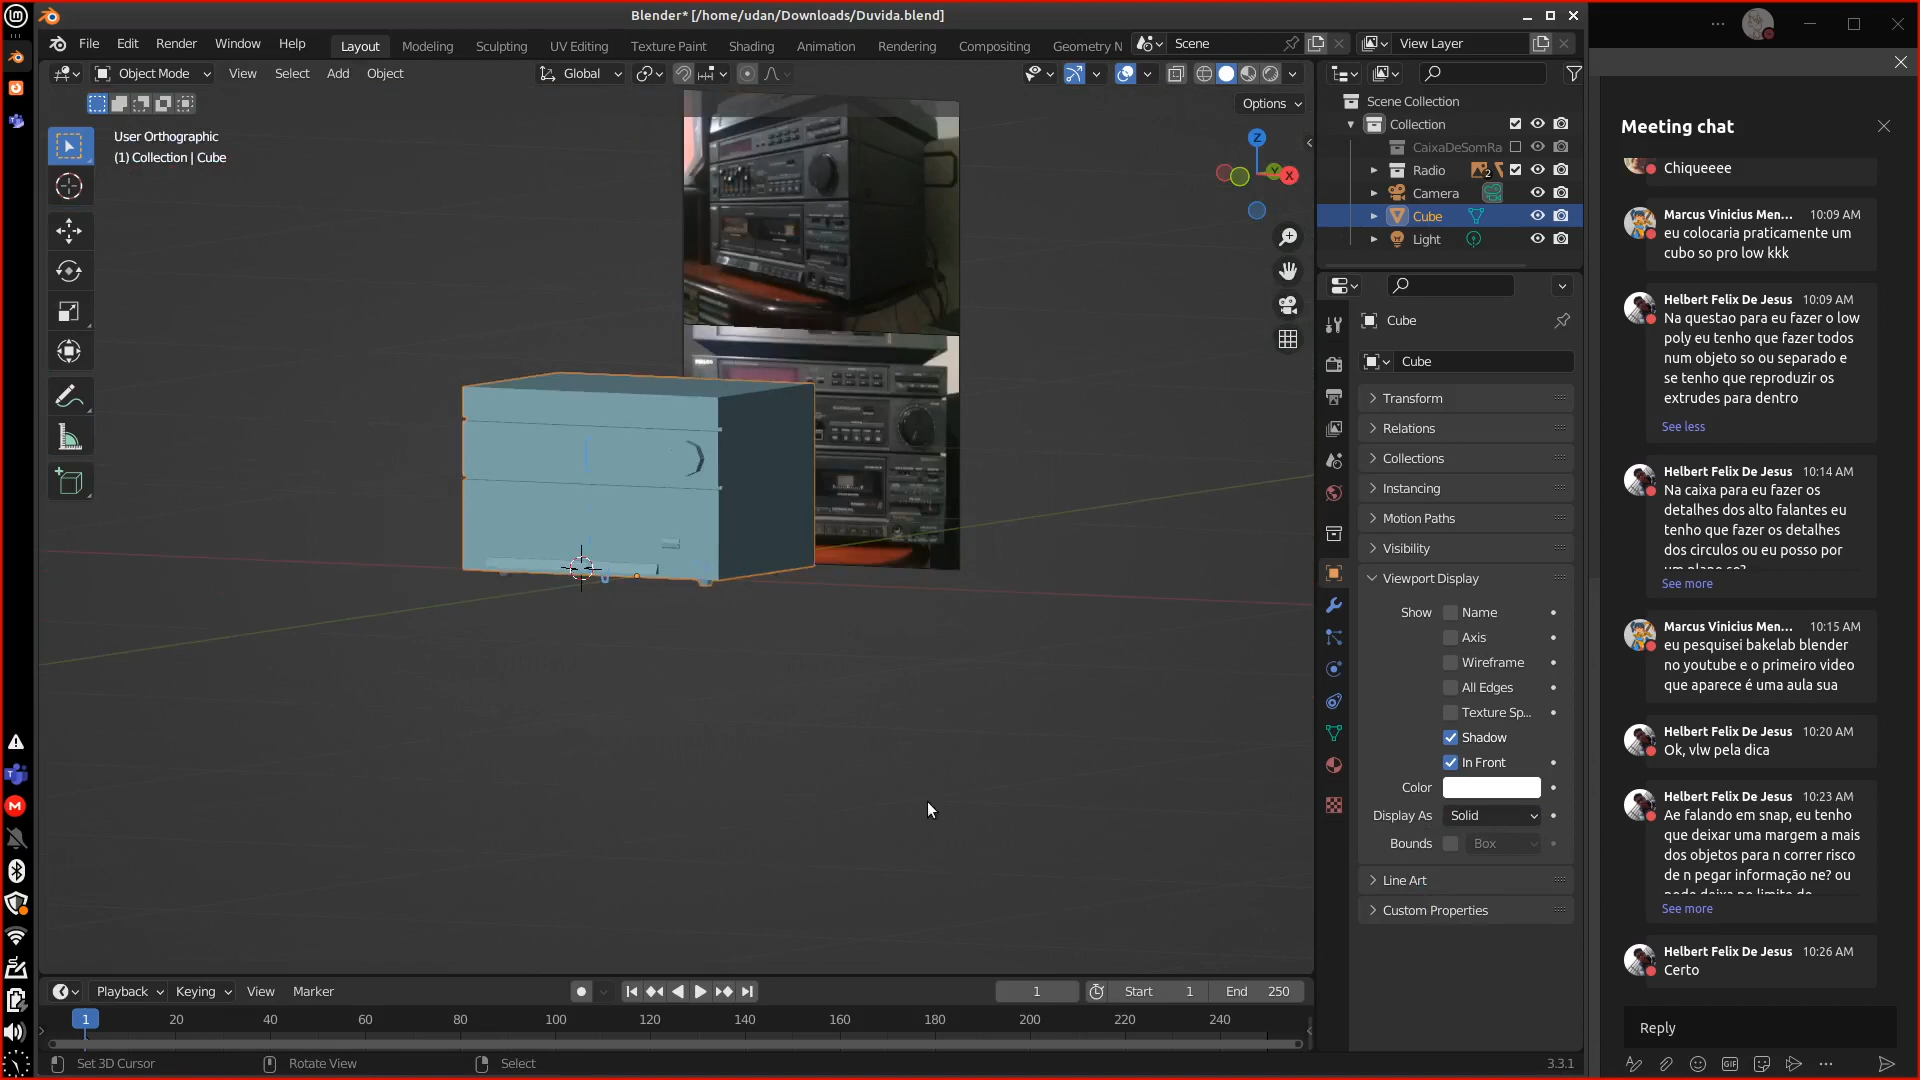 Blender* [/home/udan/Downloads/Duvida.blend]
File Edit Render Window Help
Layout Modeling Sculpting UV Editing Texture Paint Shading Animation Rendering Compositing Geometry N
Scene
View Layer
Object Mode View Select Add Object
Global
Options
User Orthographic
(1) Collection | Cube
Z
Y
X
Scene Collection
Collection
CaixaDeSomRa
Radio
2
Camera
Cube
Light
Cube
Cube
Transform
Relations
Collections
Instancing
Motion Paths
Visibility
Viewport Display
Show Name
Axis
Wireframe
All Edges
Texture Sp...
Shadow
In Front
Color
Display As Solid
Bounds Box
Line Art
Custom Properties
Playback Keying View Marker
1 Start 1 End 250
1 20 40 60 80 100 120 140 160 180 200 220 240
Set 3D Cursor Rotate View Select
3.3.1
Meeting chat
Chiqueeee
Marcus Vinicius Men... 10:09 AM
eu colocaria praticamente um
cubo so pro low kkk
Helbert Felix De Jesus 10:09 AM
Na questao para eu fazer o low
poly eu tenho que fazer todos
num objeto so ou separado e
se tenho que reproduzir os
extrudes para dentro
See less
Helbert Felix De Jesus 10:14 AM
Na caixa para eu fazer os
detalhes dos alto falantes eu
tenho que fazer os detalhes
dos circulos ou eu posso por
um plano so?
See more
Marcus Vinicius Men... 10:15 AM
eu pesquisei bakelab blender
no youtube e o primeiro video
que aparece é uma aula sua
Helbert Felix De Jesus 10:20 AM
Ok, vlw pela dica
Helbert Felix De Jesus 10:23 AM
Ae falando em snap, eu tenho
que deixar uma margem a mais
dos objetos para n correr risco
de n pegar informação ne? ou
See more
Helbert Felix De Jesus 10:26 AM
Certo
Reply
GIF